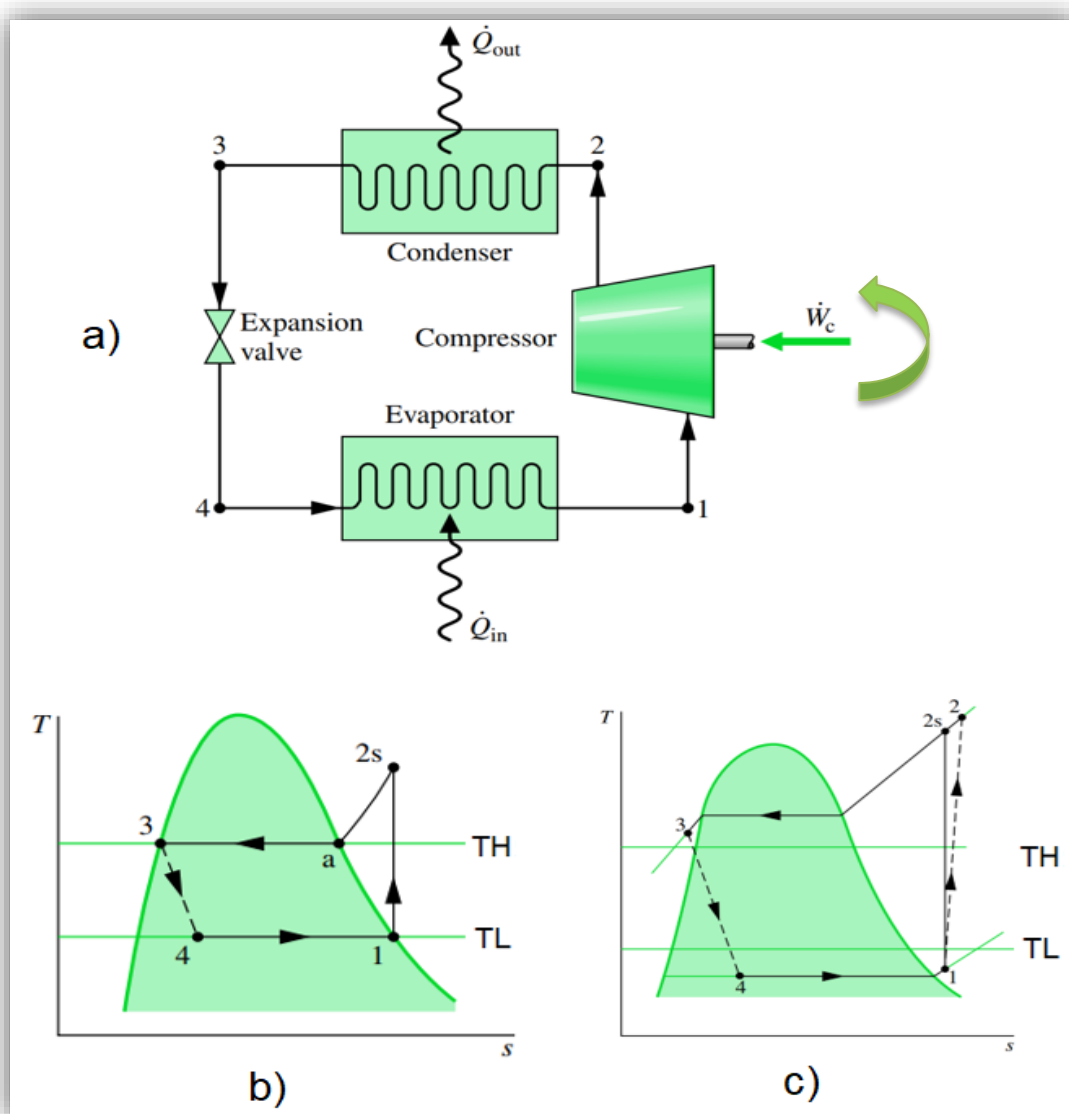 Q̇out
3
2
Condenser
a)
Expansion
valve
Compressor
Ẇc
Evaporator
4
1
Q̇in
T
2s
3
a
TH
4
1
TL
s
b)
T
2
2s
3
TH
TL
4
1
s
c)